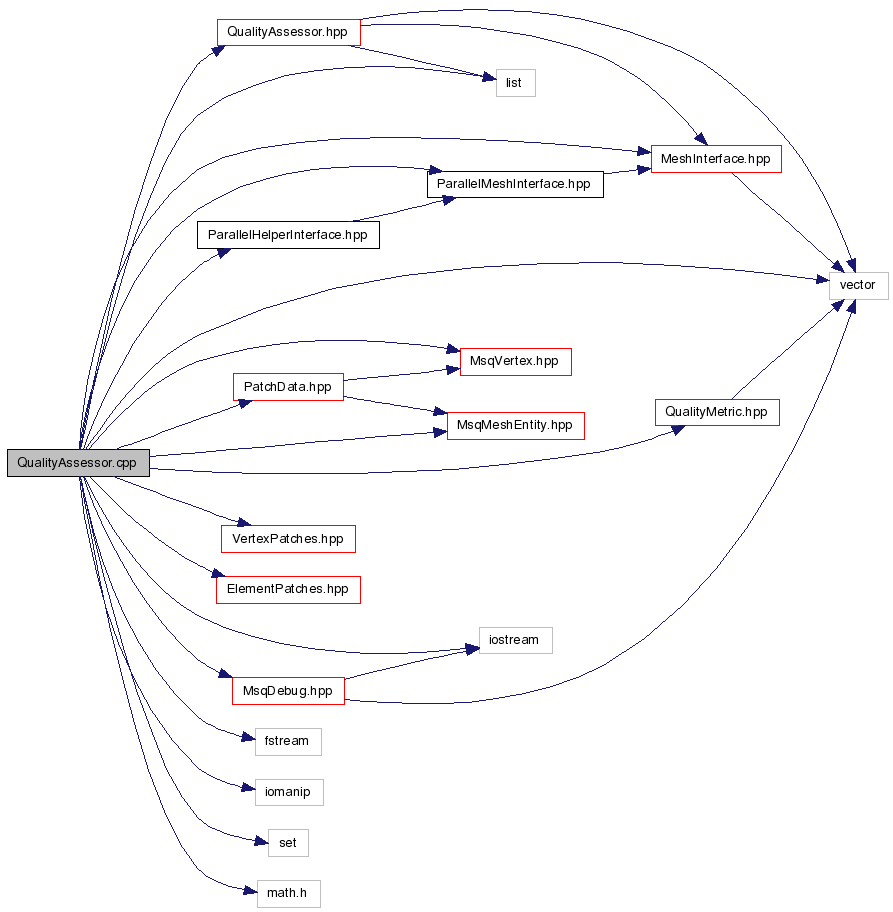 QualityAssessor.hpp
list
MeshInterface.hpp
ParallelMeshInterface.hpp
ParallelHelperInterface.hpp
vector
MsqVertex.hpp
PatchData.hpp
QualityMetric.hpp
MsqMeshEntity.hpp
QualityAssessor.cpp
VertexPatches.hpp
ElementPatches.hpp
iostream
MsqDebug.hpp
fstream
iomanip
set
math.h